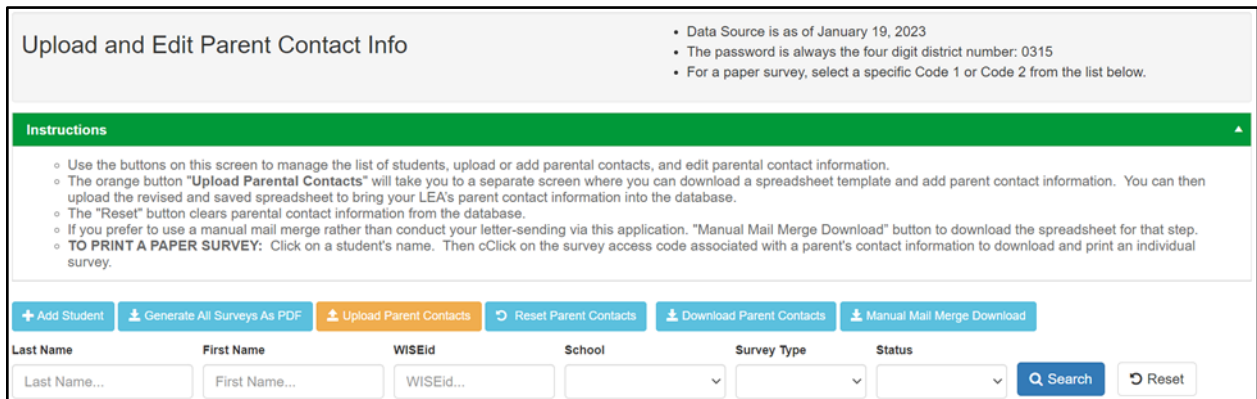 Upload and Edit Parent Contact Info
• Data Source is as of January 19, 2023
• The password is always the four digit district number: 0315
• For a paper survey, select a specific Code 1 or Code 2 from the list below.
Instructions
○ Use the buttons on this screen to manage the list of students, upload or add parental contacts, and edit parental contact information.
○ The orange button "Upload Parental Contacts" will take you to a separate screen where you can download a spreadsheet template and add parent contact information. You can then
upload the revised and saved spreadsheet to bring your LEA's parent contact information into the database.
○ The "Reset" button clears parental contact information from the database.
○ If you prefer to use a manual mail merge rather than conduct your letter-sending via this application. "Manual Mail Merge Download" button to download the spreadsheet for that step.
○ TO PRINT A PAPER SURVEY: Click on a student's name. Then cClick on the survey access code associated with a parent's contact information to download and print an individual
survey.
Add Student Generate All Surveys As PDF Upload Parent Contacts Reset Parent Contacts Download Parent Contacts Manual Mail Merge Download
Last Name First Name WISEid School Survey Type Status
Last Name... First Name... WISEid... Search Reset